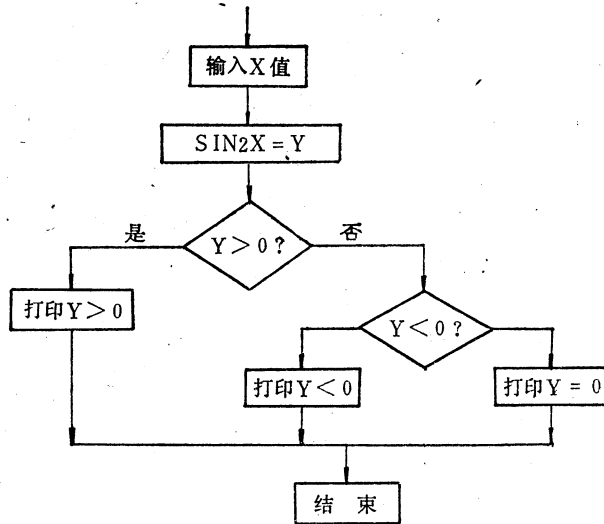 输入X值
SIN2X = Y
Y > 0 ?
是
否
打印Y > 0
Y < 0 ?
打印Y < 0
打印Y = 0
结 束